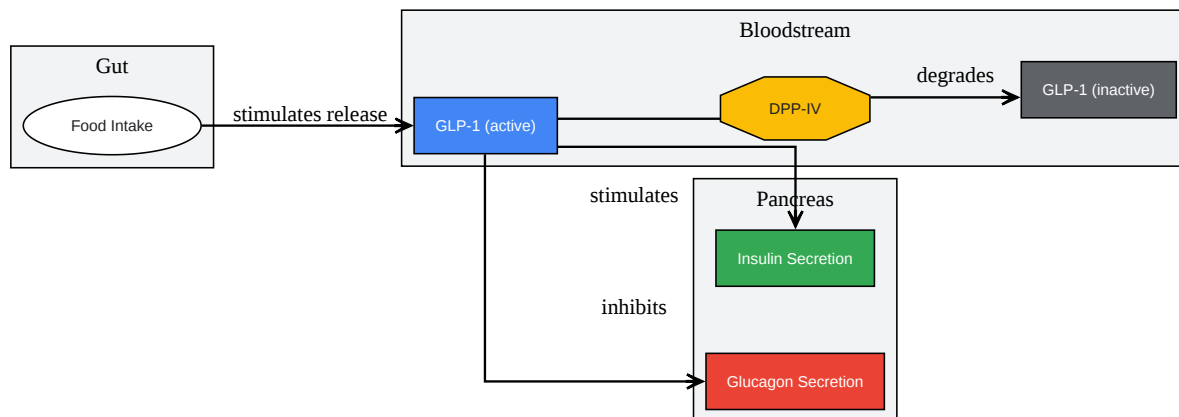 Bloodstream
Gut
Food Intake
stimulates release
GLP-1 (active)
DPP-IV
degrades
GLP-1 (inactive)
stimulates
Pancreas
Insulin Secretion
inhibits
Glucagon Secretion